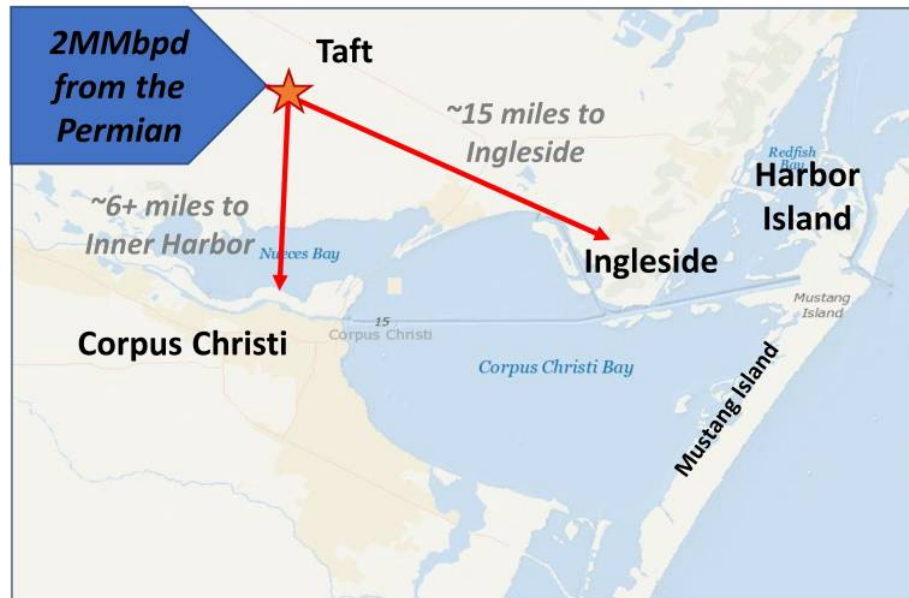 2MMbpd
from the
Permian
Taft
~15 miles to
Ingleside
Redfish
Bay
Harbor
Island
~6+ miles to
Inner Harbor
Nueces Bay
Ingleside
Mustang
Island
15
Corpus Christi
Corpus Christi
Corpus Christi Bay
Mustang Island